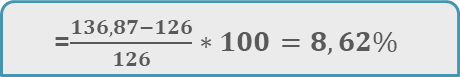 =(136,87−126)/126 ∗ 100 = 8,62%